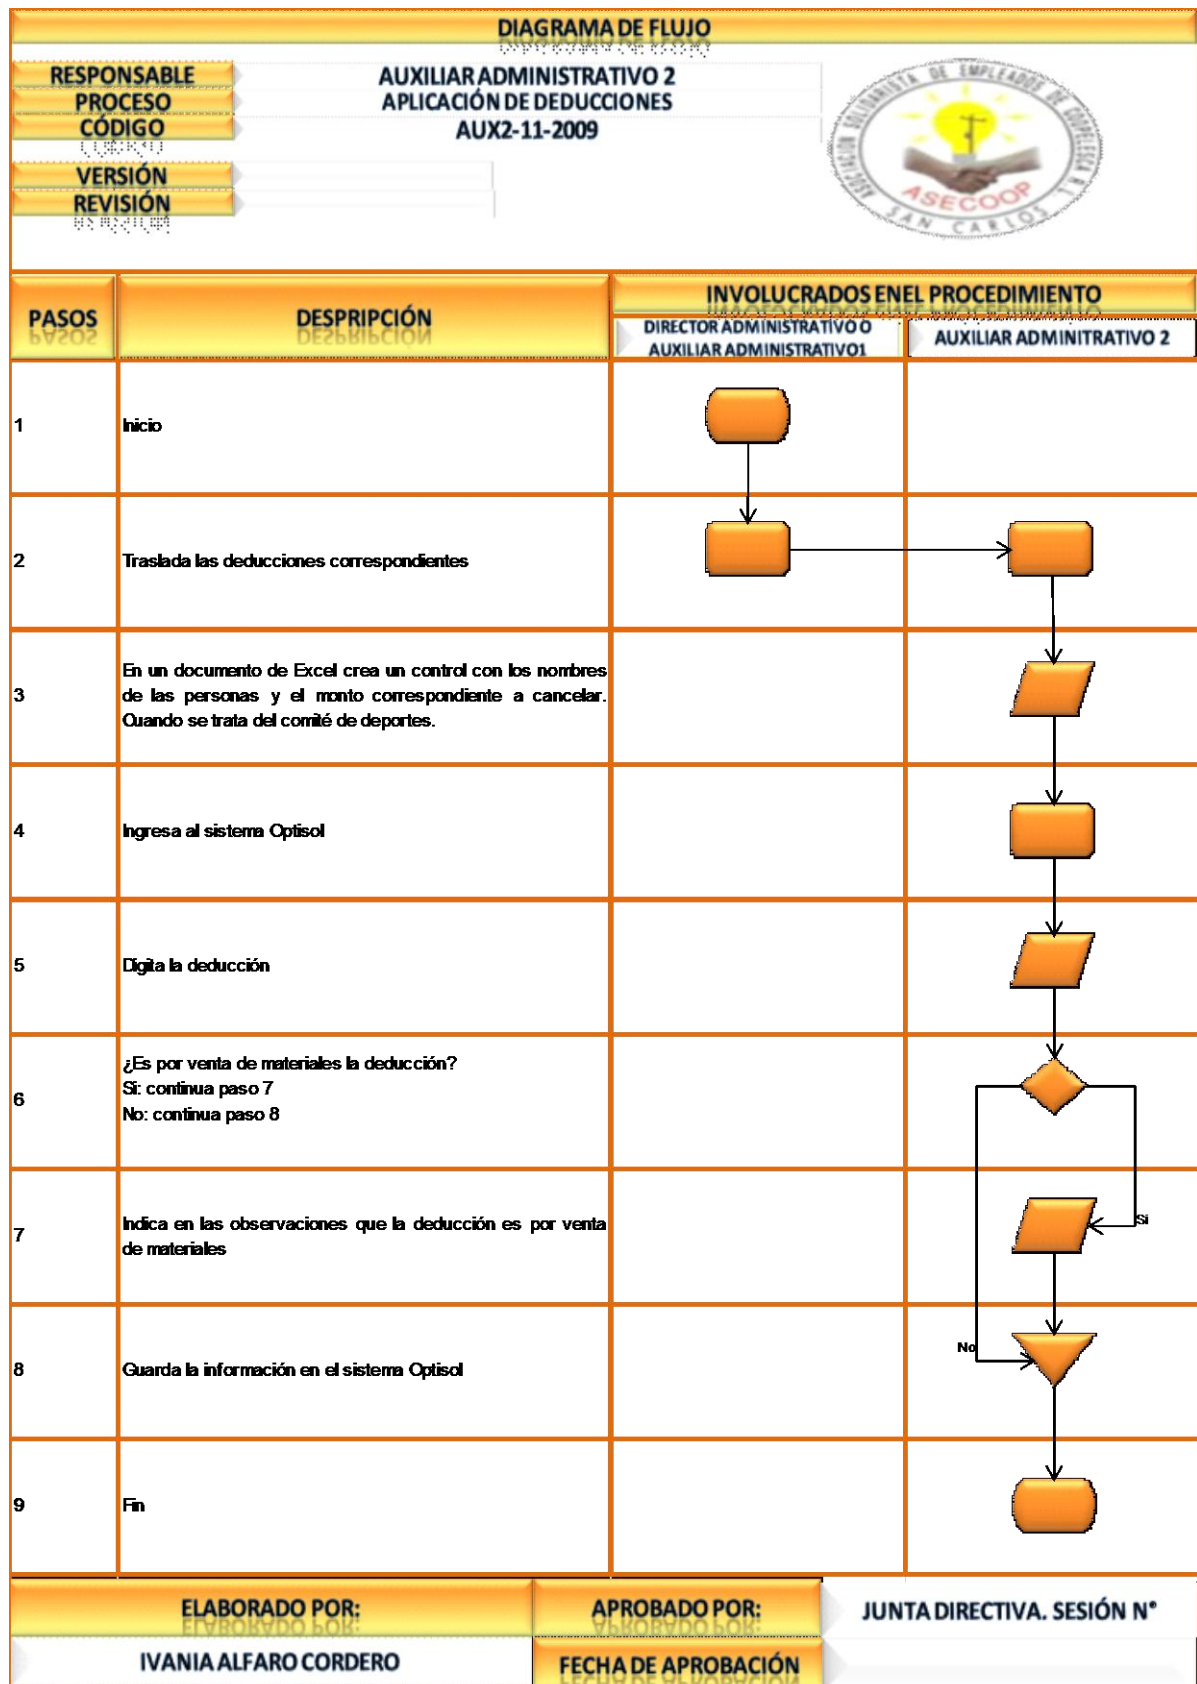 DIAGRAMA DE FLUJO
RESPONSABLE
AUXILIAR ADMINISTRATIVO 2
PROCESO
APLICACIÓN DE DEDUCCIONES
CÓDIGO
AUX2-11-2009
VERSIÓN
REVISIÓN
ASOCIACIÓN SOLIDARISTA DE EMPLEADOS DE COOPELESCA R.L.
ASECOOP
SAN CARLOS
PASOS
DESPRIPCIÓN
INVOLUCRADOS ENEL PROCEDIMIENTO
DIRECTOR ADMINISTRATIVO O
AUXILIAR ADMINISTRATIVO1
AUXILIAR ADMINITRATIVO 2
1
Inicio
2
Traslada las deducciones correspondientes
3
En un documento de Excel crea un control con los nombres
de las personas y el monto correspondiente a cancelar.
Cuando se trata del comité de deportes.
4
Ingresa al sistema Optisol
5
Digita la deducción
6
¿Es por venta de materiales la deducción?
Si: continua paso 7
No: continua paso 8
7
Indica en las observaciones que la deducción es por venta
de materiales
Si
8
Guarda la información en el sistema Optisol
No
9
Fin
ELABORADO POR:
APROBADO POR:
JUNTA DIRECTIVA. SESIÓN N°
IVANIA ALFARO CORDERO
FECHA DE APROBACIÓN